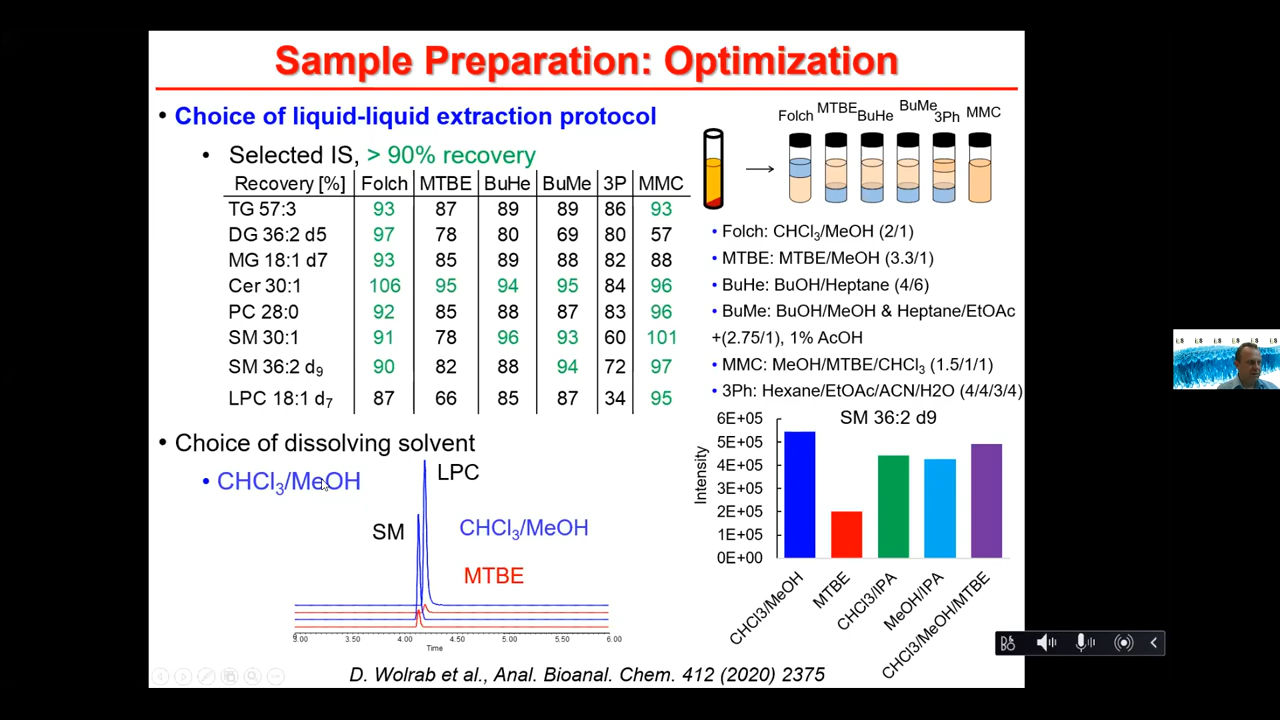 Sample Preparation: Optimization
• Choice of liquid-liquid extraction protocol
• Selected IS, > 90% recovery
Recovery [%] Folch MTBE BuHe BuMe 3P MMC
TG 57:3 93 87 89 89 86 93
DG 36:2 d5 97 78 80 69 80 57
MG 18:1 d7 93 85 89 88 82 88
Cer 30:1 106 95 94 95 84 96
PC 28:0 92 85 88 87 83 96
SM 30:1 91 78 96 93 60 101
SM 36:2 d9 90 82 88 94 72 97
LPC 18:1 d7 87 66 85 87 34 95
Folch MTBE BuHe BuMe 3Ph MMC
• Folch: CHCl3/MeOH (2/1)
• MTBE: MTBE/MeOH (3.3/1)
• BuHe: BuOH/Heptane (4/6)
• BuMe: BuOH/MeOH & Heptane/EtOAc
+(2.75/1), 1% AcOH
• MMC: MeOH/MTBE/CHCl3 (1.5/1/1)
• 3Ph: Hexane/EtOAc/ACN/H2O (4/4/3/4)
• Choice of dissolving solvent
• CHCl3/MeOH
LPC
SM
CHCl3/MeOH
MTBE
3.00 3.50 4.00 4.50 5.00 5.50 6.00
Time
SM 36:2 d9
Intensity
6E+05
5E+05
4E+05
3E+05
2E+05
1E+05
0E+00
CHCl3/MeOH
MTBE
CHCl3/IPA
MeOH/IPA
CHCl3/MeOH/MTBE
D. Wolrab et al., Anal. Bioanal. Chem. 412 (2020) 2375